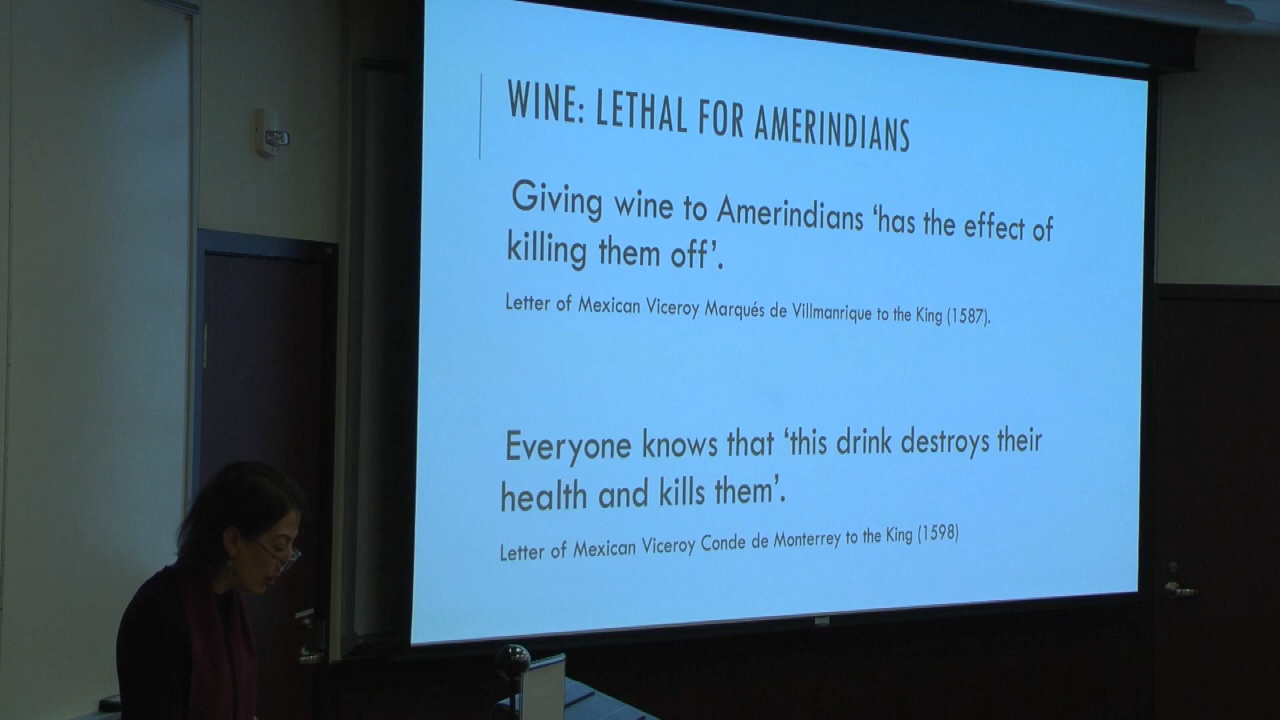 WINE: LETHAL FOR AMERINDIANS
Giving wine to Amerindians ‘has the effect of
killing them off’.
Letter of Mexican Viceroy Marqués de Villmanrique to the King (1587).
Everyone knows that ‘this drink destroys their
health and kills them’.
Letter of Mexican Viceroy Conde de Monterrey to the King (1598)